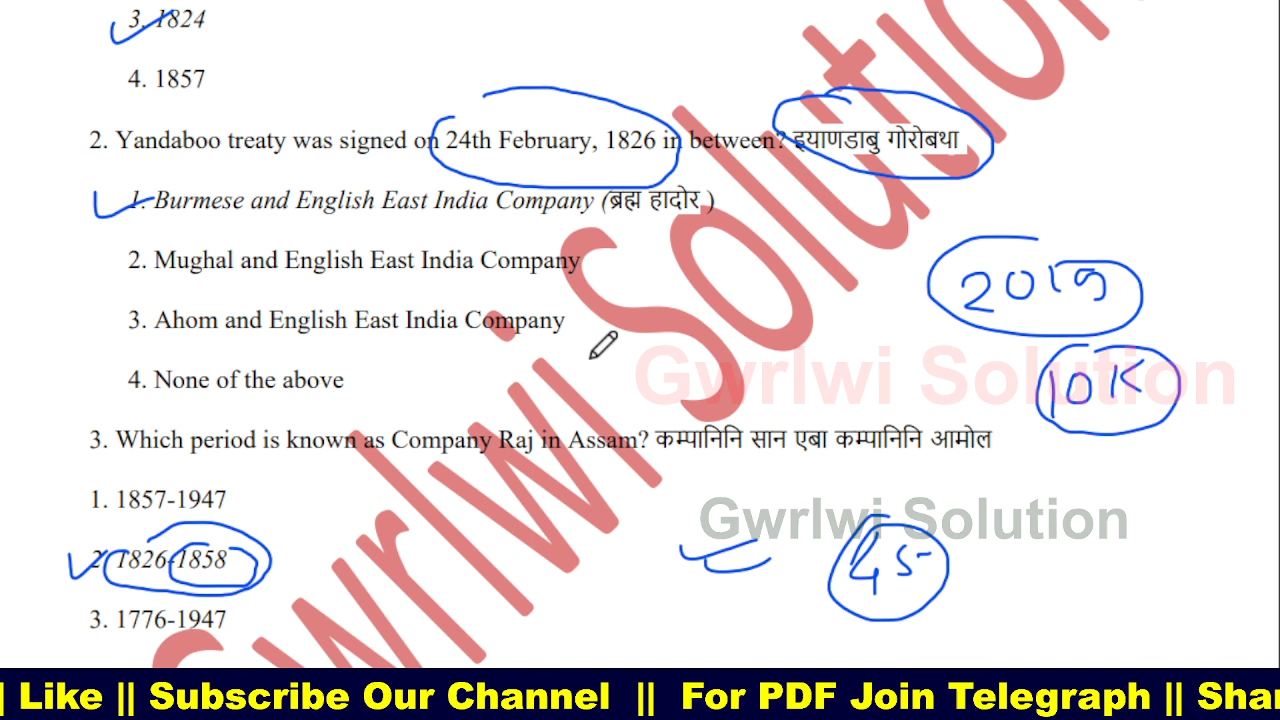 3. 1824
4. 1857
2. Yandaboo treaty was signed on 24th February, 1826 in between? इयाणडाबु गोरोबथा
1. Burmese and English East India Company (ब्रह्म हादोर )
2. Mughal and English East India Company
2019
3. Ahom and English East India Company
Gwrlwi Solution
10K
4. None of the above
3. Which period is known as Company Raj in Assam? कम्पानिनि सान एबा कम्पानिनि आमोल
1. 1857-1947
Gwrlwi Solution
2. 1826-1858
45
3. 1776-1947
Gwrlwi Solution
| Like || Subscribe Our Channel || For PDF Join Telegraph || Shar